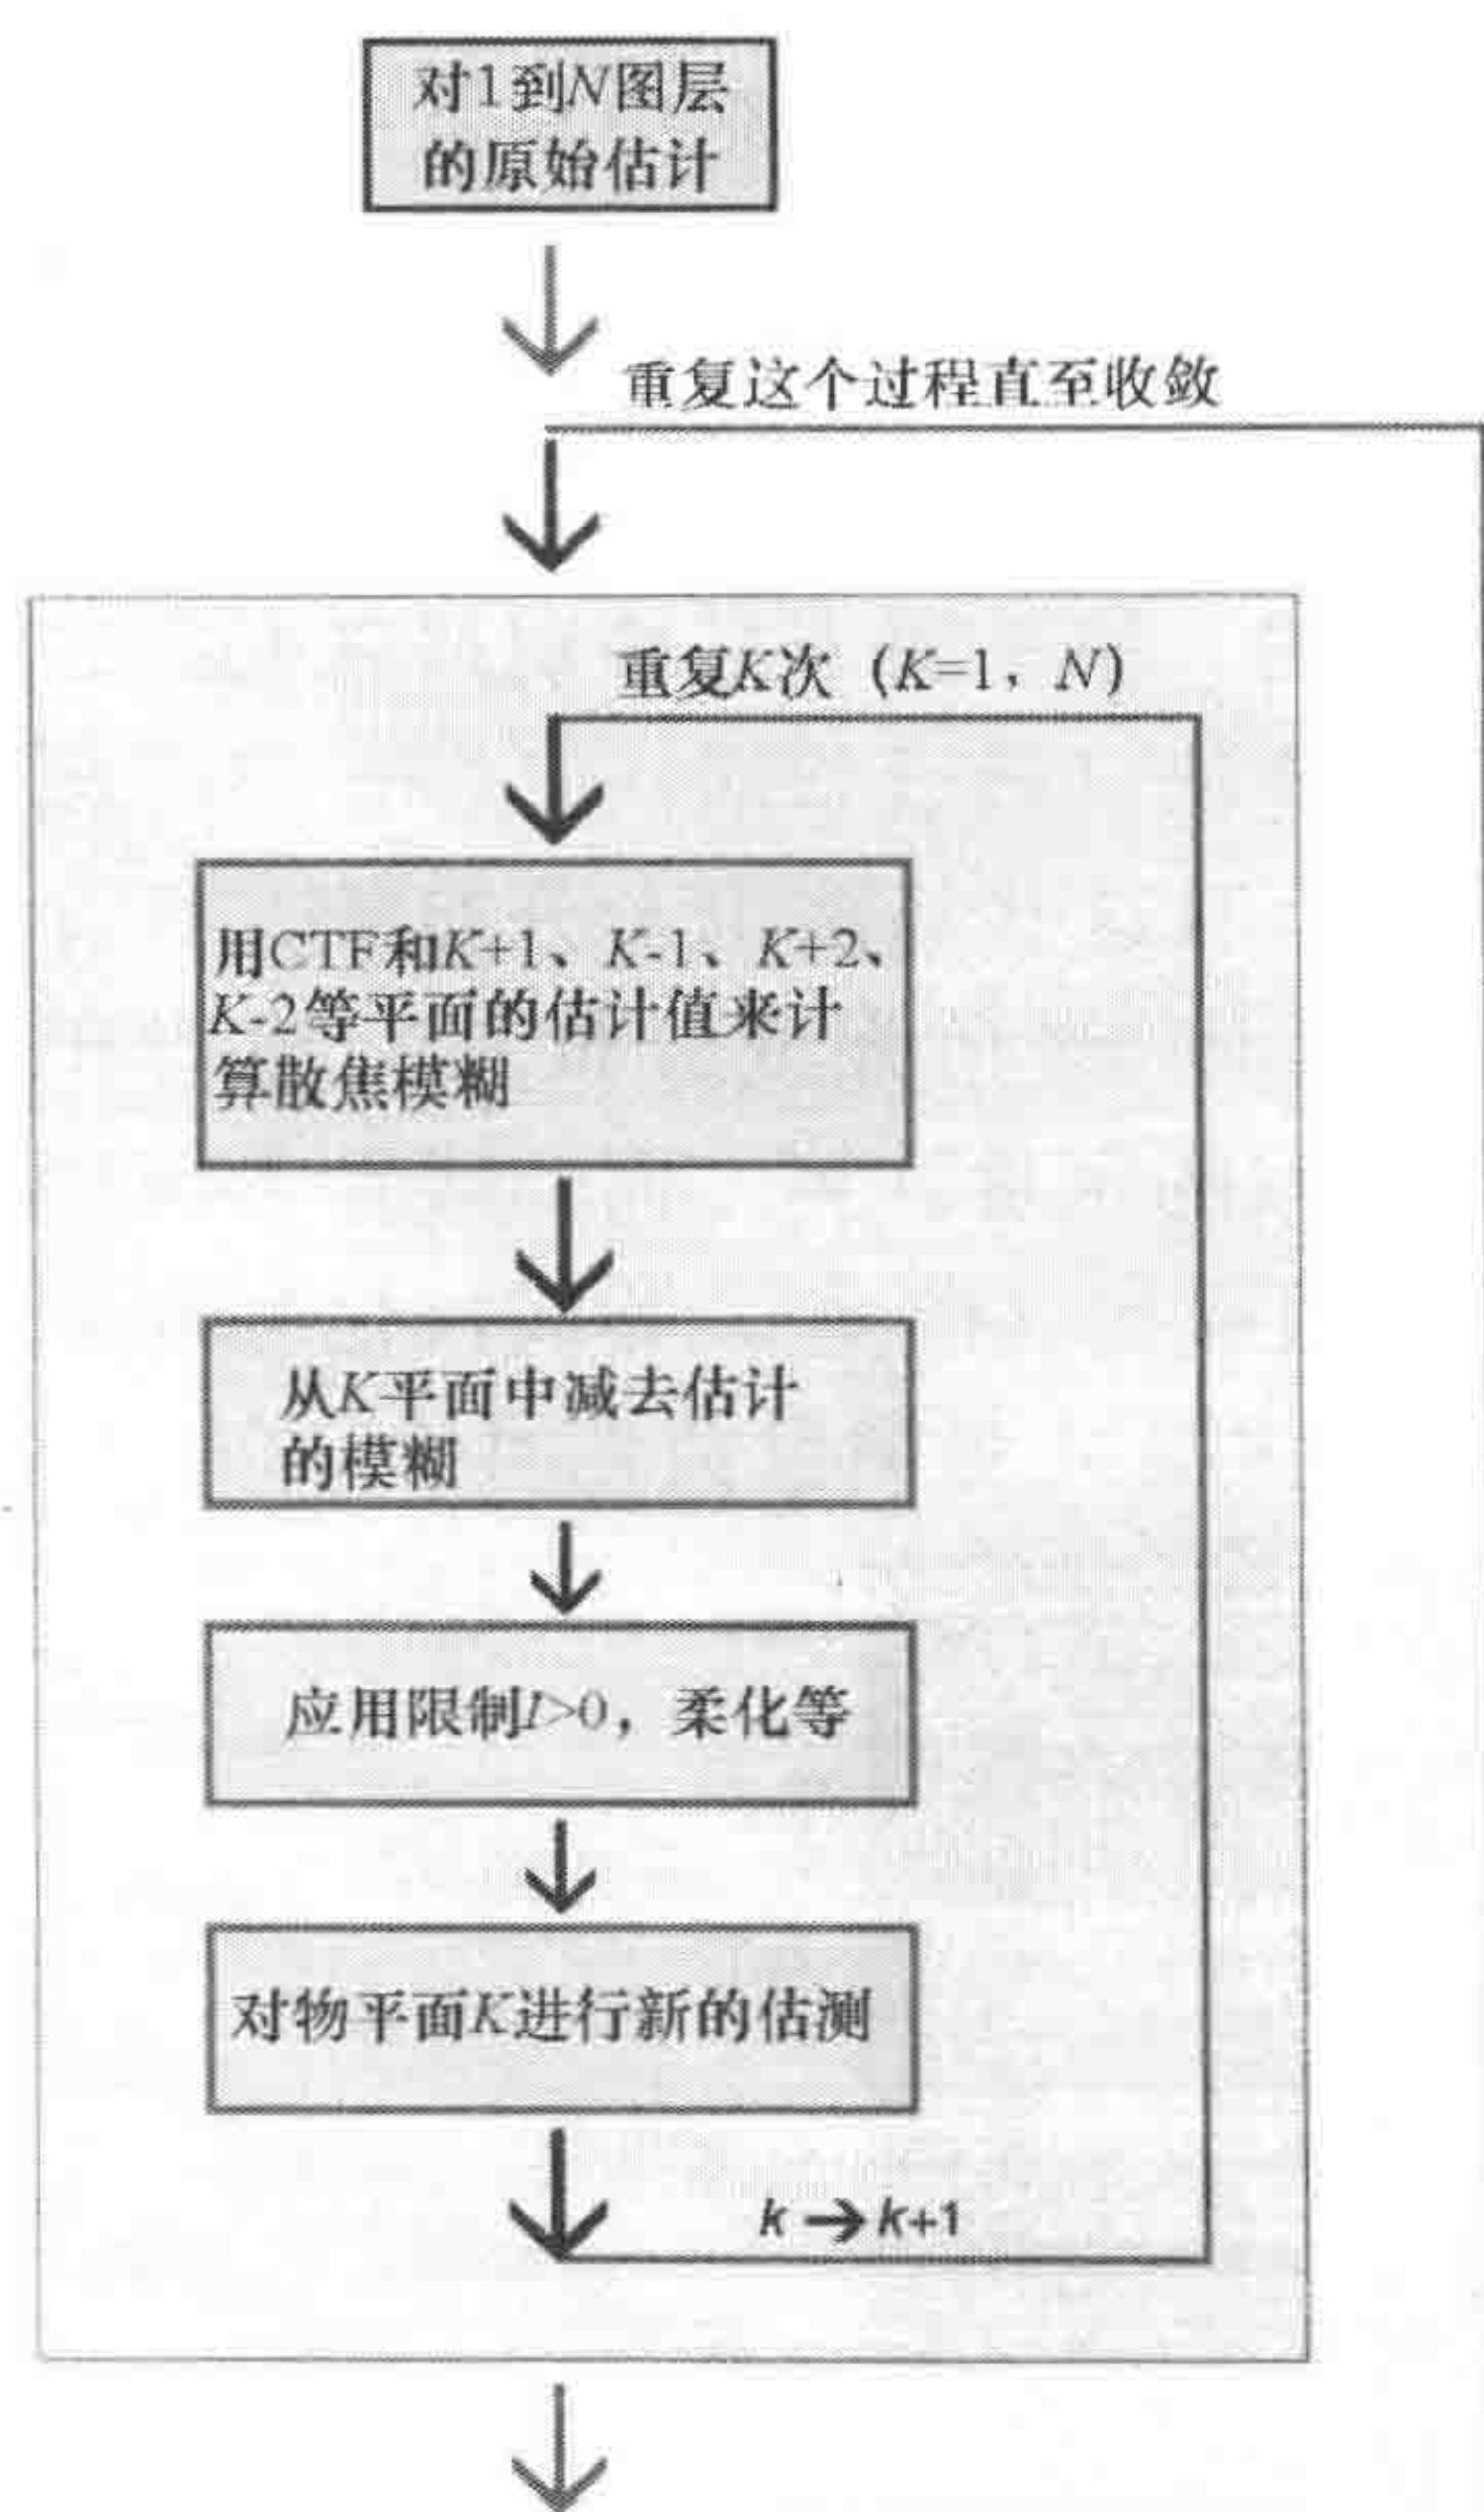 对1到N图层
的原始估计
重复这个过程直至收敛
重复K次（K=1，N）
用CTF和K+1、K-1、K+2、
K-2等平面的估计值来计
算散焦模糊
从K平面中减去估计
的模糊
应用限制I>0，柔化等
对物平面K进行新的估测
k→k+1